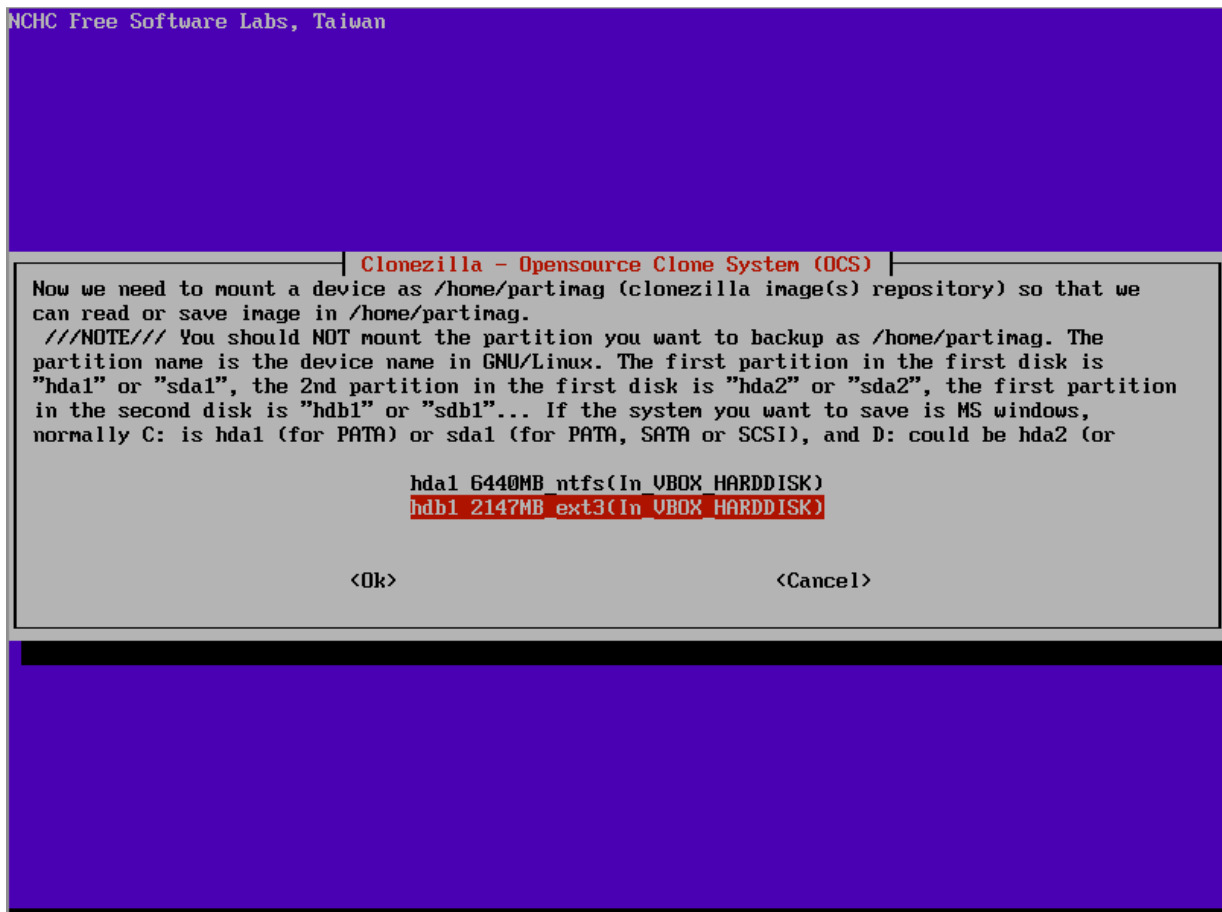 NCHC Free Software Labs, Taiwan
Clonezilla - Opensource Clone System (OCS)
Now we need to mount a device as /home/partimag (clonezilla image(s) repository) so that we
can read or save image in /home/partimag.
///NOTE/// You should NOT mount the partition you want to backup as /home/partimag. The
partition name is the device name in GNU/Linux. The first partition in the first disk is
"hda1" or "sda1", the 2nd partition in the first disk is "hda2" or "sda2", the first partition
in the second disk is "hdb1" or "sdb1"... If the system you want to save is MS windows,
normally C: is hda1 (for PATA) or sda1 (for PATA, SATA or SCSI), and D: could be hda2 (or
hda1 6440MB_ntfs(In_VBOX_HARDDISK)
hdb1 2147MB_ext3(In_VBOX_HARDDISK)
<Ok> <Cancel>